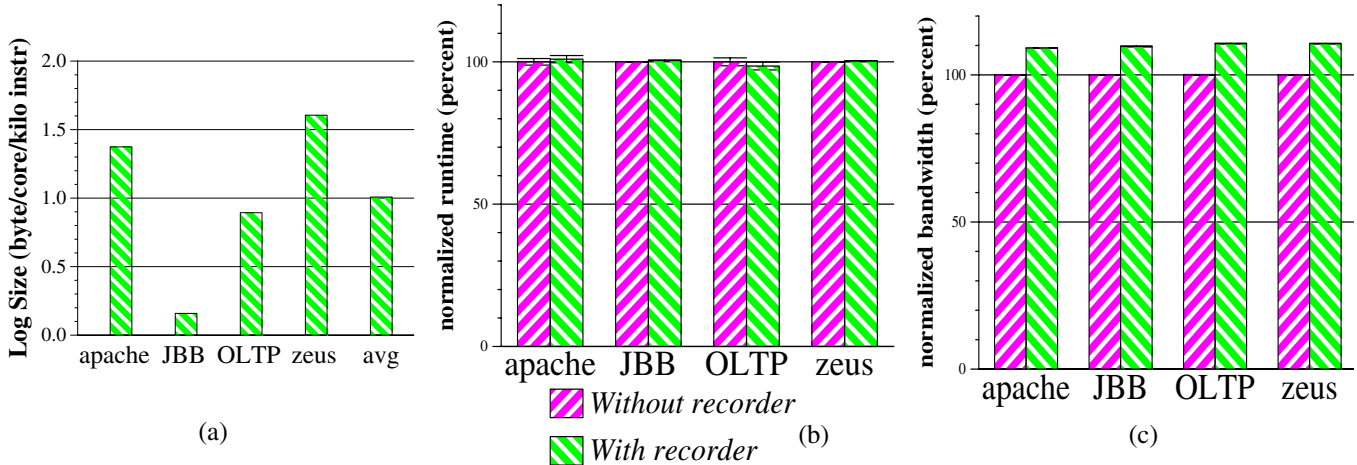 Log Size (byte/core/kilo instr)
2.0
1.5
1.0
0.5
0.0
apache JBB OLTP zeus avg
(a)
normalized runtime (percent)
100
50
0
apache JBB OLTP zeus
Without recorder
With recorder
(b)
normalized bandwidth (percent)
100
50
0
apache JBB OLTP zeus
(c)